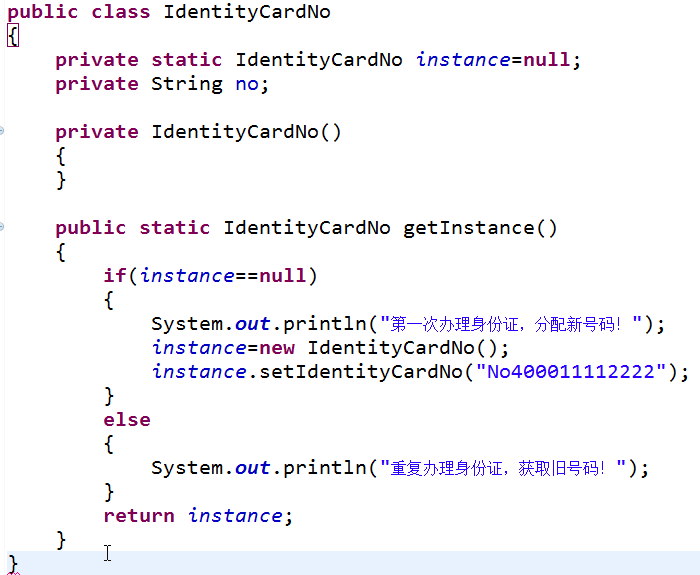 public class IdentityCardNo
{
private static IdentityCardNo instance=null;
private String no;
private IdentityCardNo()
{
}
public static IdentityCardNo getInstance()
{
if(instance==null)
{
System.out.println("第一次办理身份证，分配新号码！");
instance=new IdentityCardNo();
instance.setIdentityCardNo("No400011112222");
}
else
{
System.out.println("重复办理身份证，获取旧号码！");
}
return instance;
}
}